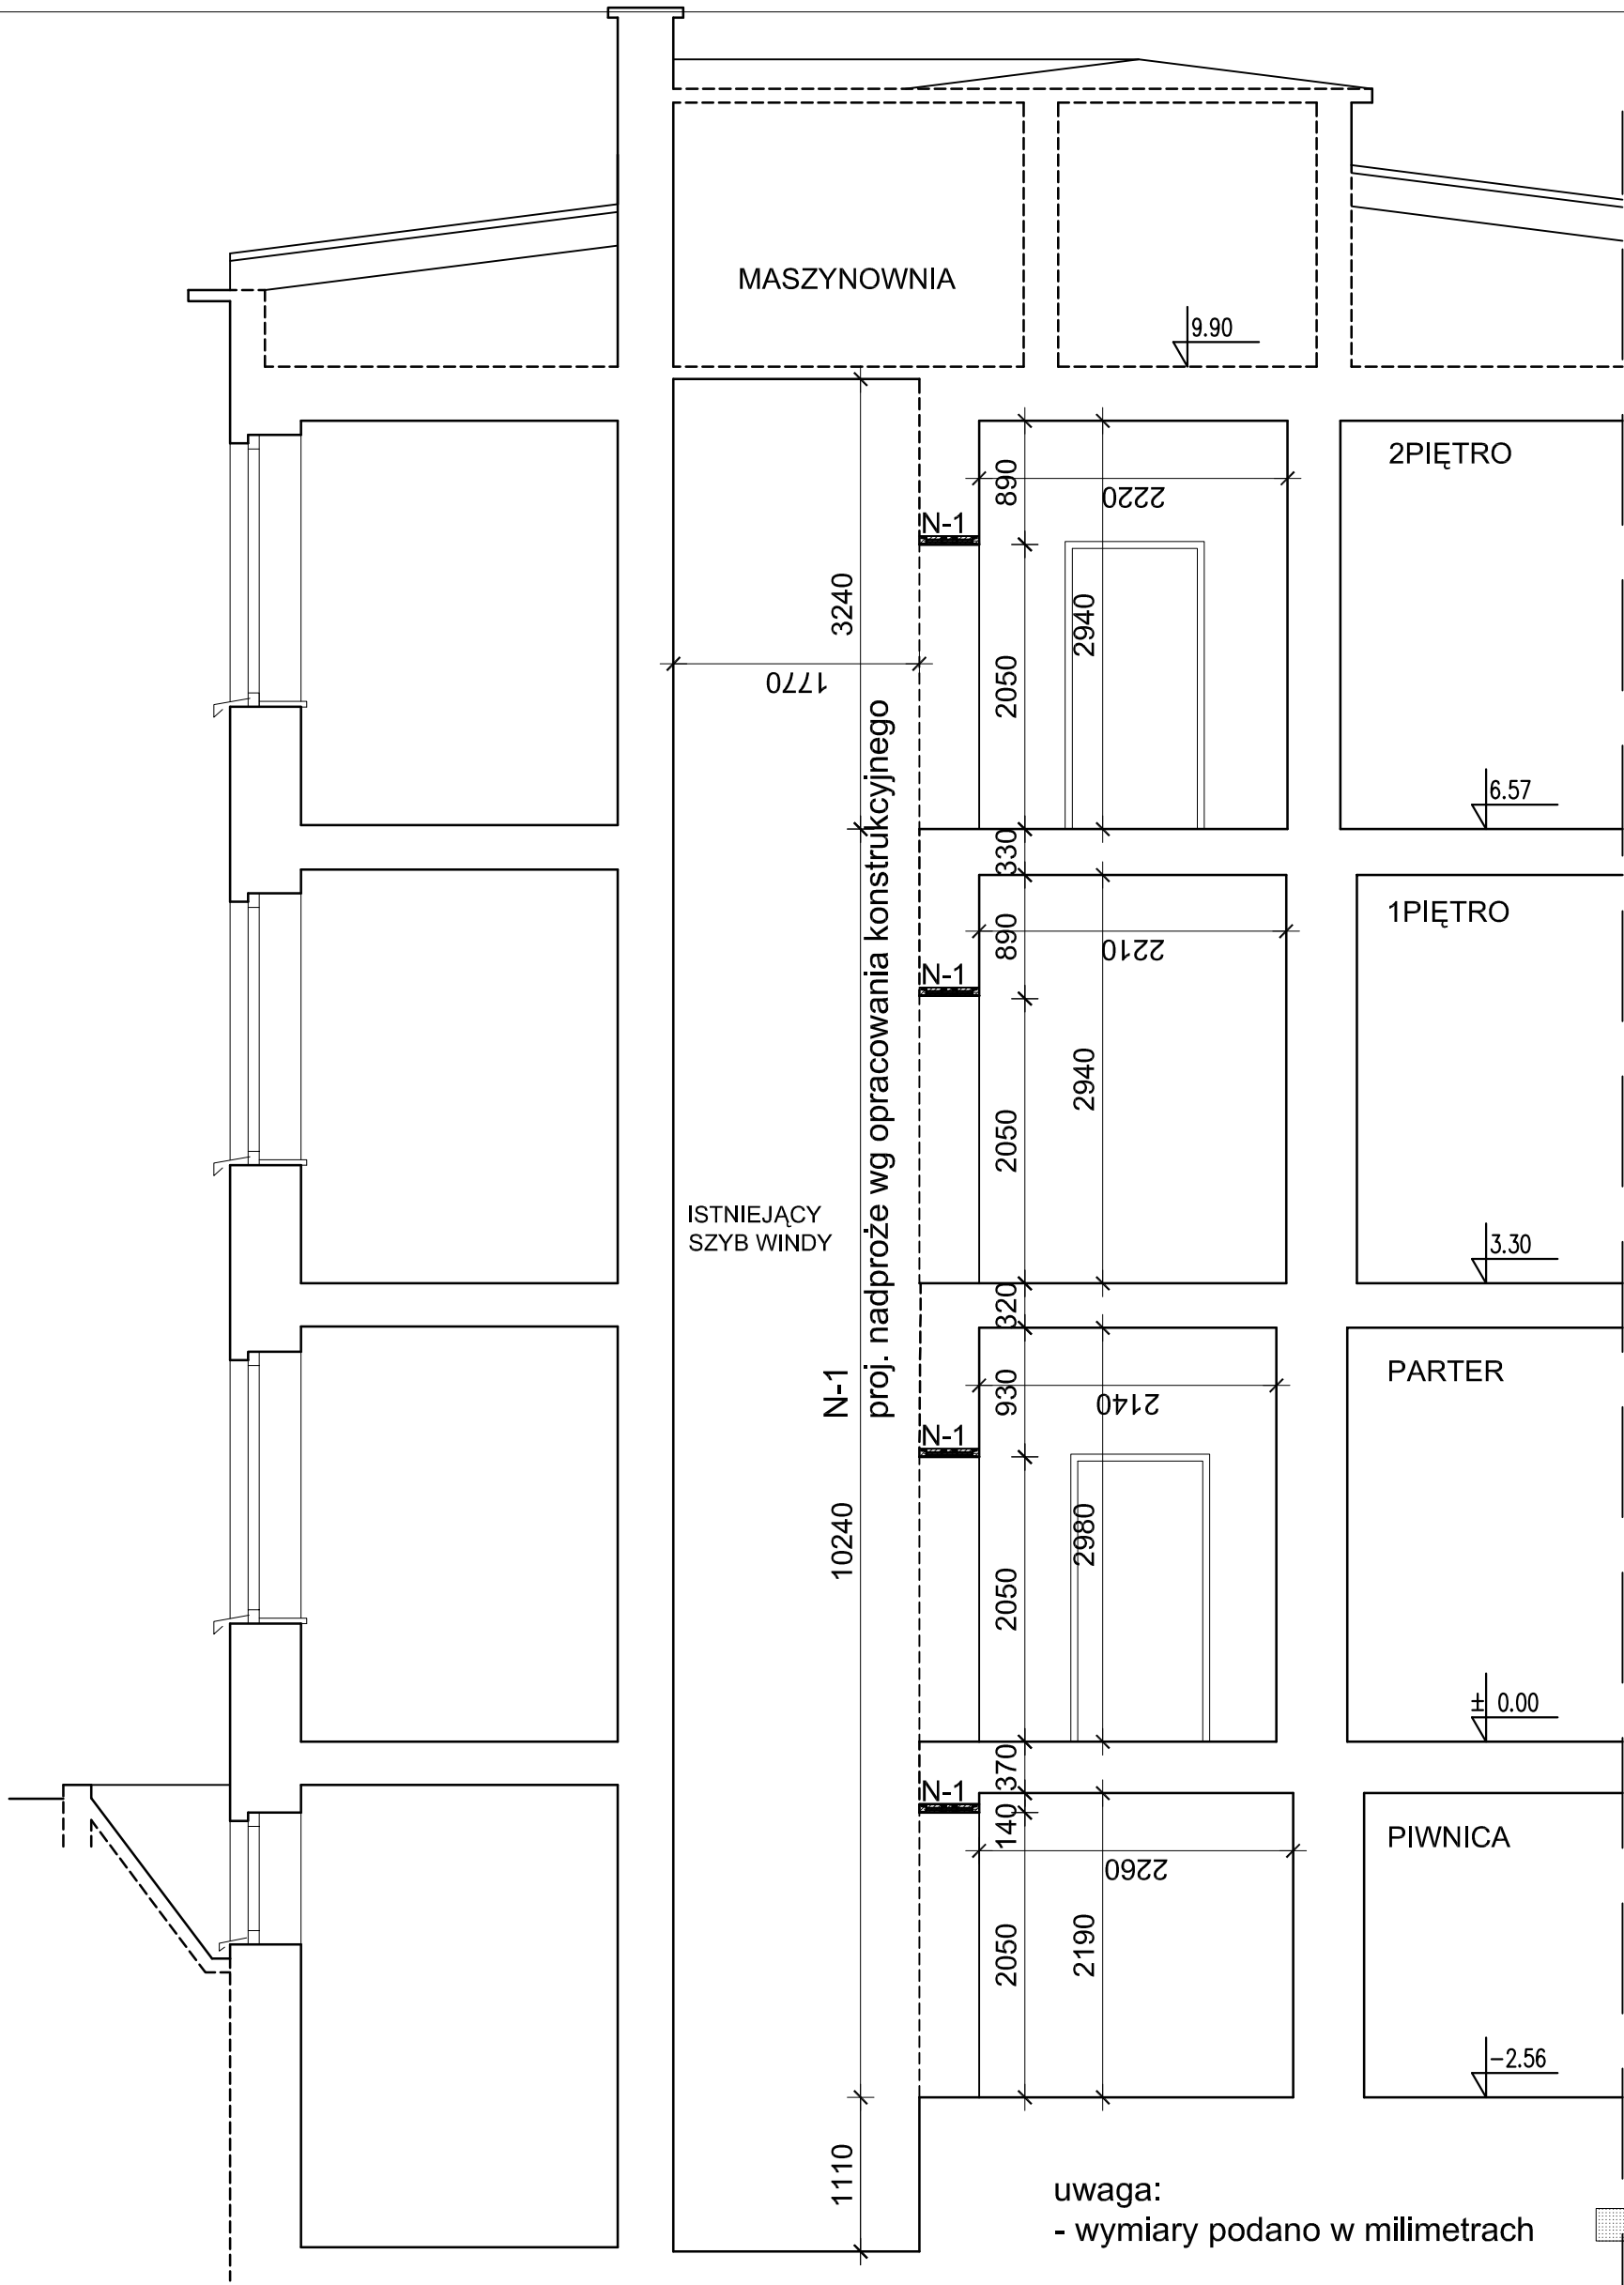 MASZYNOWNIA
9.90
2PIĘTRO
890
2220
N-1
3240
2940
2050
1770
6.57
330
1PIĘTRO
890
2210
N-1
2940
2050
ISTNIEJĄCY
SZYB WINDY
N-1
proj. nadproże wg opracowania konstrukcyjnego
3.30
320
PARTER
930
2140
N-1
10240
2980
2050
± 0.00
370
N-1
140
PIWNICA
2260
2050
2190
-2.56
1110
uwaga:
- wymiary podano w milimetrach